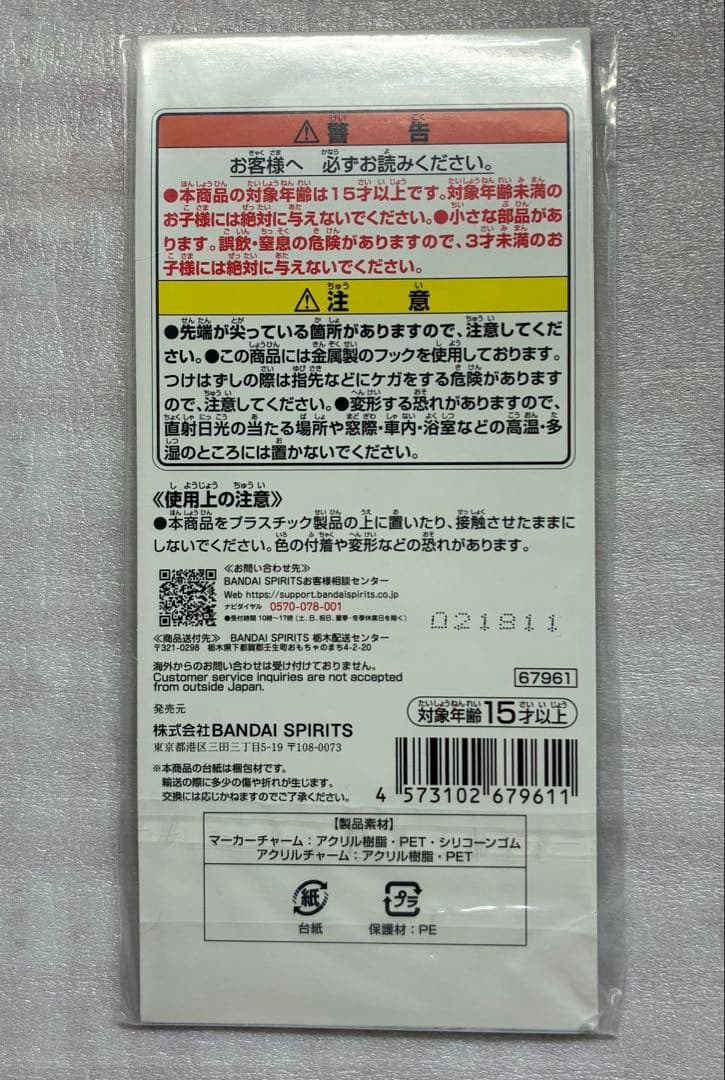 ⚠警告
お客様へ 必ずお読みください。
●本商品の対象年齢は15才以上です。対象年齢未満の
お子様には絶対に与えないでください。●小さな部品があ
ります。誤飲・窒息の危険がありますので、3才未満のお
子様には絶対に与えないでください。
⚠注意
●先端が尖っている箇所がありますので、注意してくだ
さい。●この商品には金属製のフックを使用しております。
つけはずしの際は指先などにケガをする危険があります
ので、注意してください。●変形する恐れがありますので、
直射日光の当たる場所や窓際・車内・浴室などの高温・多
湿のところには置かないでください。
《使用上の注意》
●本商品をプラスチック製品の上に置いたり、接触させたままに
しないでください。色の付着や変形などの恐れがあります。
≪お問い合わせ先≫
BANDAI SPIRITSお客様相談センター
Web https://support.bandaispirits.co.jp
ナビダイヤル 0570-078-001
●受付時間 10時~17時(土、日、祝日、夏季・冬季休業日を除く)
021811
≪商品送付先≫ BANDAI SPIRITS 栃木配送センター
〒321-0298 栃木県下都賀郡壬生町おもちゃのまち4-2-20
海外からのお問い合わせは受け付けておりません。
Customer service inquiries are not accepted
from outside Japan.
67961
発売元
対象年齢15才以上
株式会社BANDAI SPIRITS
東京都港区三田三丁目5-19 〒108-0073
※本商品の台紙は梱包材です。
輸送の際に多少の傷や折れが生じます。
交換には応じかねますのでご了承ください。
4 573102 679611
【製品素材】
マーカーチャーム:アクリル樹脂・PET・シリコーンゴム
アクリルチャーム:アクリル樹脂・PET
紙
プラ
台紙
保護材:PE